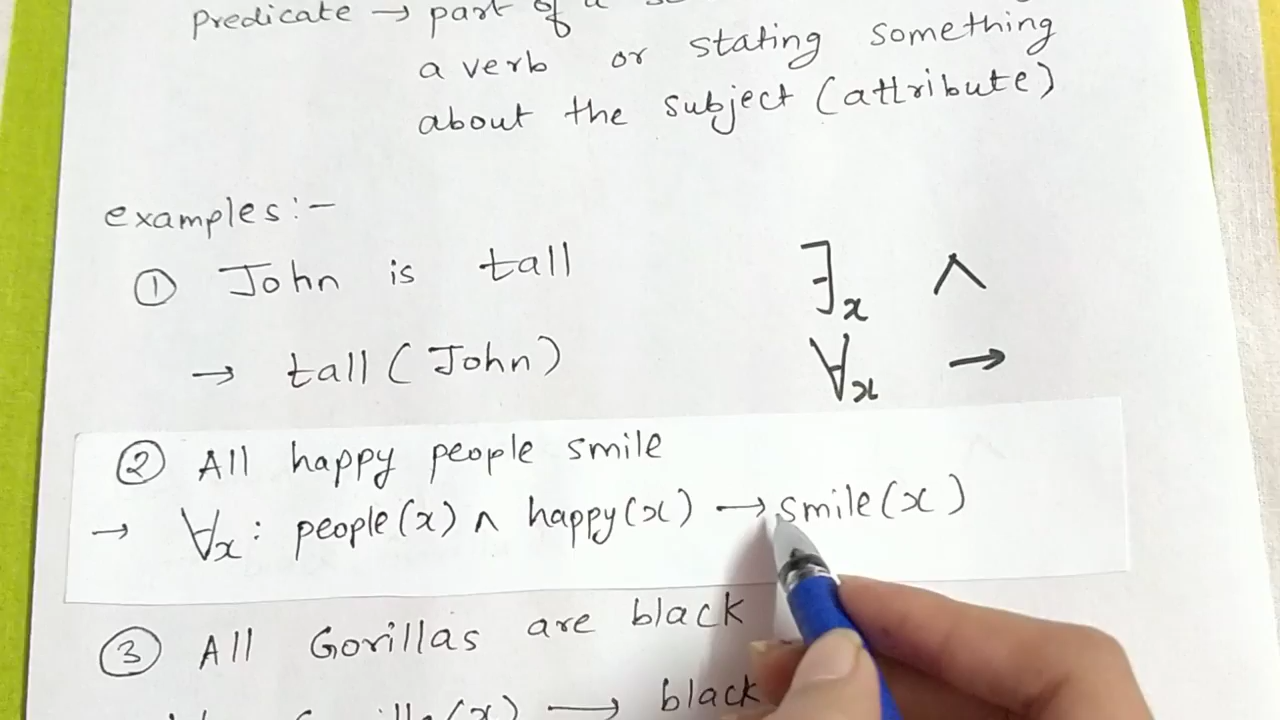 predicate → part of a
a verb or stating something
about the subject (attribute)
examples:-
① John is tall
→ tall (John)
∃x ∧
∀x →
② All happy people smile
→ ∀x: people(x) ∧ happy(x) → smile(x)
③ All Gorillas are black
(x) → black